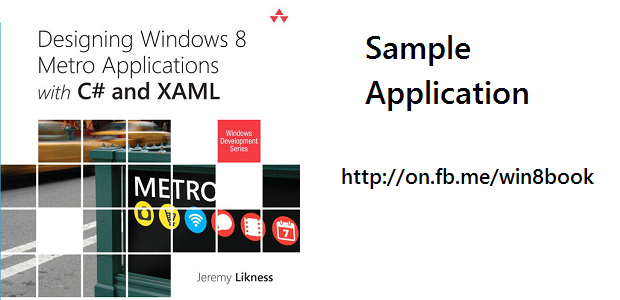 Designing Windows 8
Metro Applications
with C# and XAML
Windows
Development
Series
METRO
7
Jeremy Likness
Sample
Application
http://on.fb.me/win8book